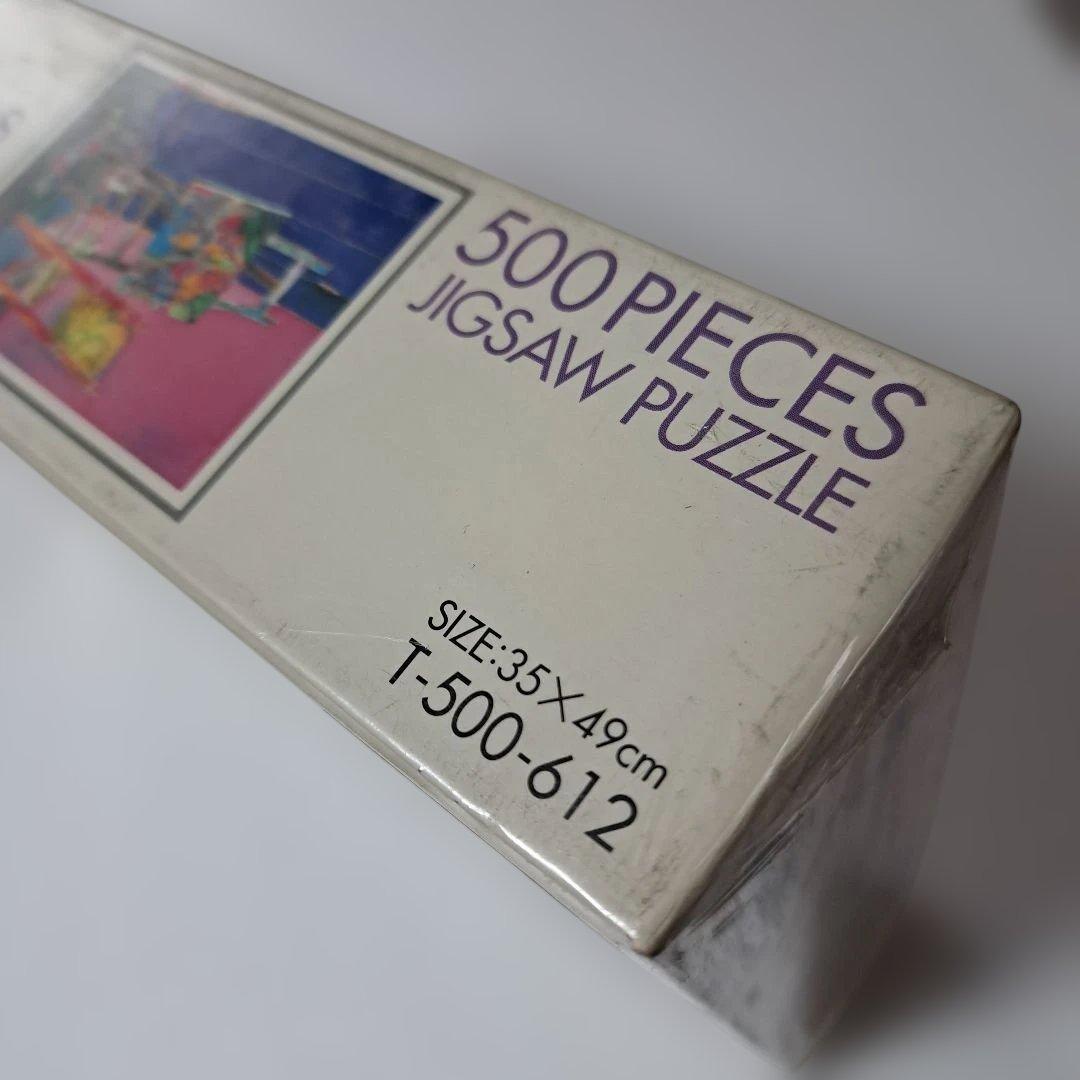 500 PIECES
JIGSAW PUZZLE
SIZE:35×49cm
T-500-612